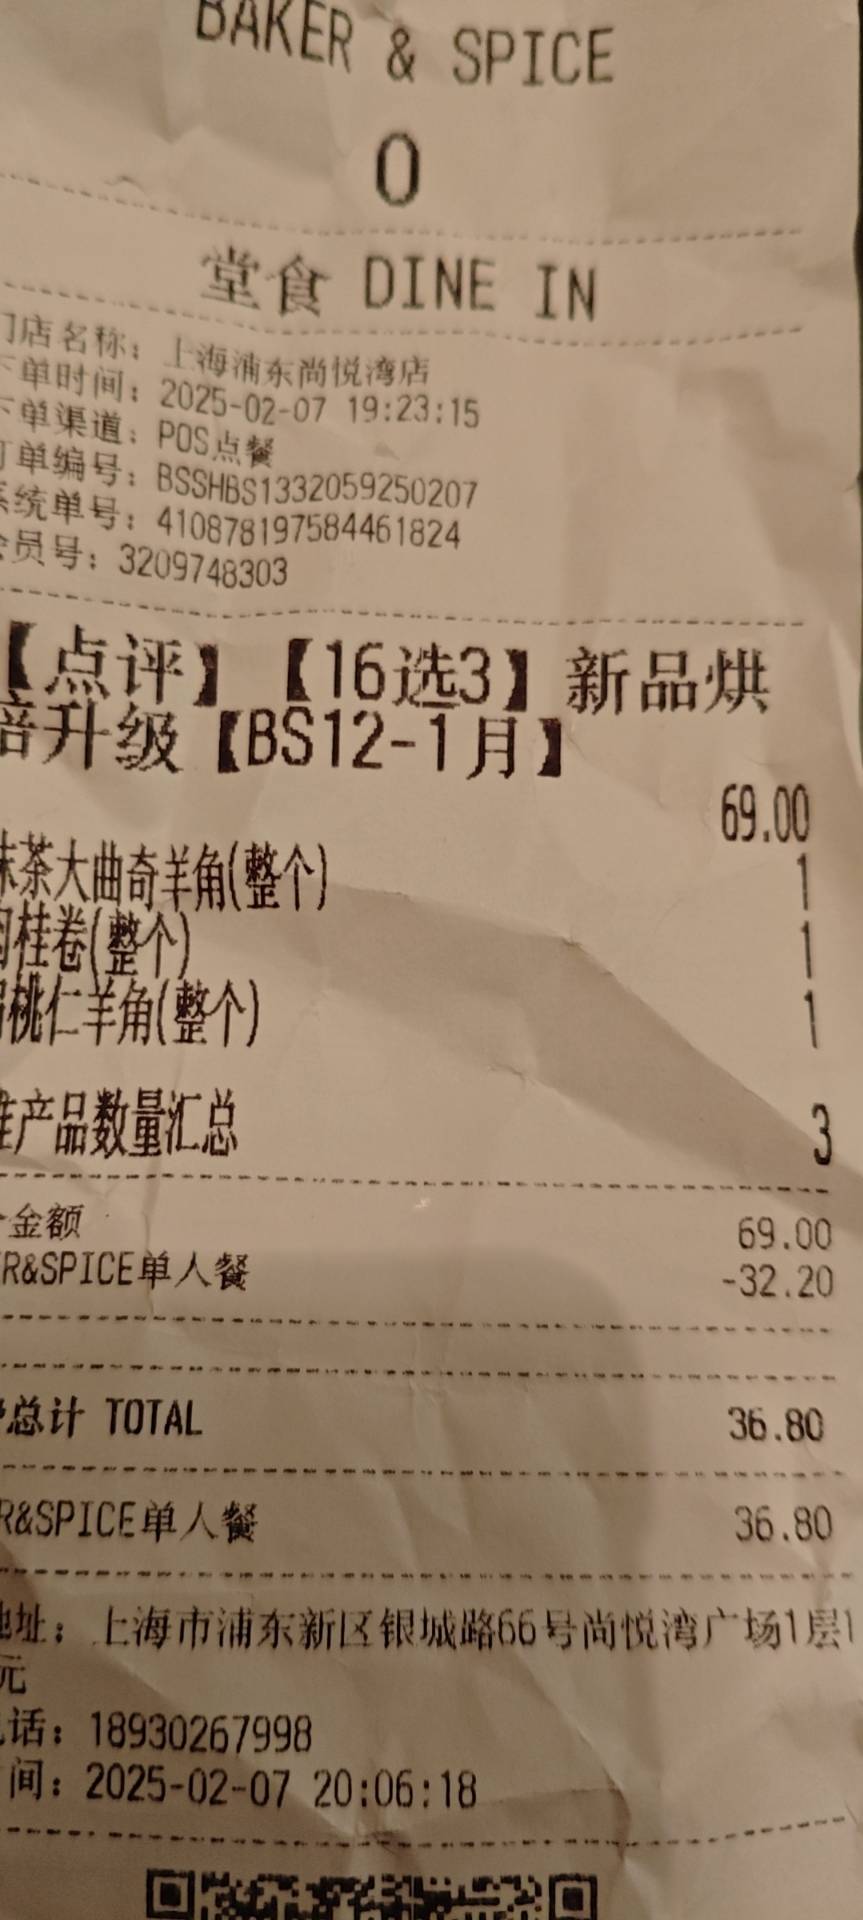 BAKER & SPICE
0
堂食 DINE IN
门店名称：上海浦东尚悦湾店
下单时间：2025-02-07 19:23:15
下单渠道：POS点餐
订单编号：BSSHBS1332059250207
系统单号：410878197584461824
会员号：3209748303
【点评】【16选3】新品烘
焙升级【BS12-1月】
69.00
抹茶大曲奇羊角(整个) 1
肉桂卷(整个) 1
桃仁羊角(整个) 1
产品数量汇总 3
金额 69.00
R&SPICE单人餐 -32.20
总计 TOTAL 36.80
R&SPICE单人餐 36.80
地址：上海市浦东新区银城路66号尚悦湾广场1层1
元
电话：18930267998
间：2025-02-07 20:06:18